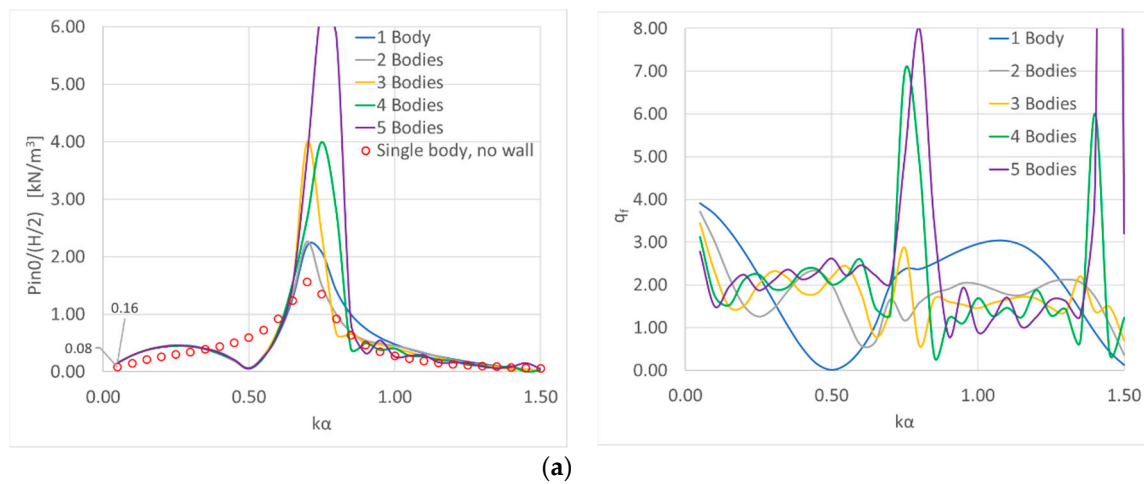 6.00
5.00
4.00
3.00
2.00
1.00
0.00
Pin0/(H/2) [kN/m³]
0.16
0.08
1 Body
2 Bodies
3 Bodies
4 Bodies
5 Bodies
Single body, no wall
0.00
0.50
1.00
1.50
kα
8.00
7.00
6.00
5.00
4.00
3.00
2.00
1.00
0.00
qf
1 Body
2 Bodies
3 Bodies
4 Bodies
5 Bodies
0.00
0.50
1.00
1.50
kα
(a)